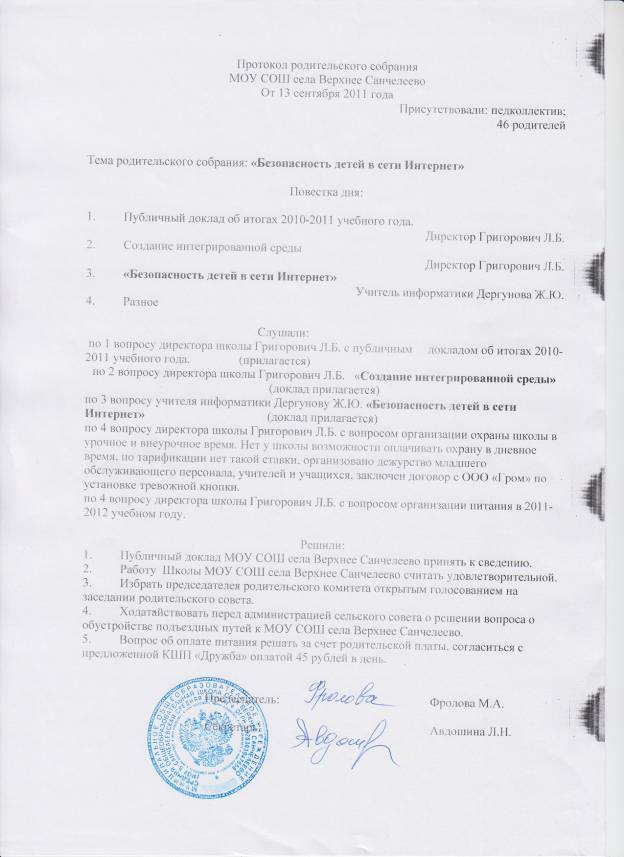 Протокол родительского собрания
МОУ СОШ села Верхнее Санчелеево
От 13 сентября 2011 года
Присутствовали: педколлектив;
46 родителей
Тема родительского собрания: «Безопасность детей в сети Интернет»
Повестка дня:
1. Публичный доклад об итогах 2010-2011 учебного года.
Директор Григорович Л.Б.
2. Создание интегрированной среды
Директор Григорович Л.Б.
3. «Безопасность детей в сети Интернет»
Учитель информатики Дергунова Ж.Ю.
4. Разное
Слушали:
по 1 вопросу директора школы Григорович Л.Б. с публичным докладом об итогах 2010-
2011 учебного года. (прилагается)
по 2 вопросу директора школы Григорович Л.Б. «Создание интегрированной среды»
(доклад прилагается)
по 3 вопросу учителя информатики Дергунову Ж.Ю. «Безопасность детей в сети
Интернет» (доклад прилагается)
по 4 вопросу директора школы Григорович Л.Б. с вопросом организации охраны школы в
урочное и внеурочное время. Нет у школы возможности оплачивать охрану в дневное
время, по тарификации нет такой ставки, организовано дежурство младшего
обслуживающего персонала, учителей и учащихся, заключен договор с ООО «Гром» по
установке тревожной кнопки.
по 4 вопросу директора школы Григорович Л.Б. с вопросом организации питания в 2011-
2012 учебном году.
Решили:
1. Публичный доклад МОУ СОШ села Верхнее Санчелеево принять к сведению.
2. Работу Школы МОУ СОШ села Верхнее Санчелеево считать удовлетворительной.
3. Избрать председателя родительского комитета открытым голосованием на
заседании родительского совета.
4. Ходатайствовать перед администрацией сельского совета о решении вопроса о
обустройстве подъездных путей к МОУ СОШ села Верхнее Санчелеево.
5. Вопрос об оплате питания решать за счет родительской платы, согласиться с
предложенной КШП «Дружба» оплатой 45 рублей в день.
Председатель: Фролова Фролова М.А.
Секретарь: Авдошина Л.Н.